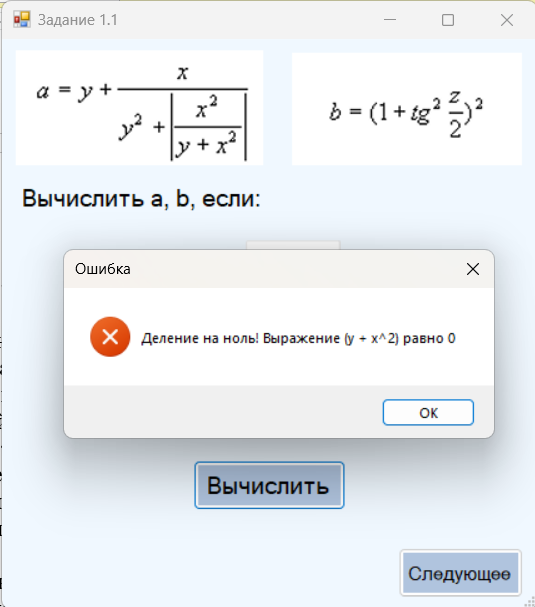 Задание 1.1
a = y + x / (y² + |x² / (y + x²)|)
b = (1 + tg² z/2)²
Вычислить a, b, если:
Ошибка
Деление на ноль! Выражение (y + x^2) равно 0
ОК
Вычислить
Следующее